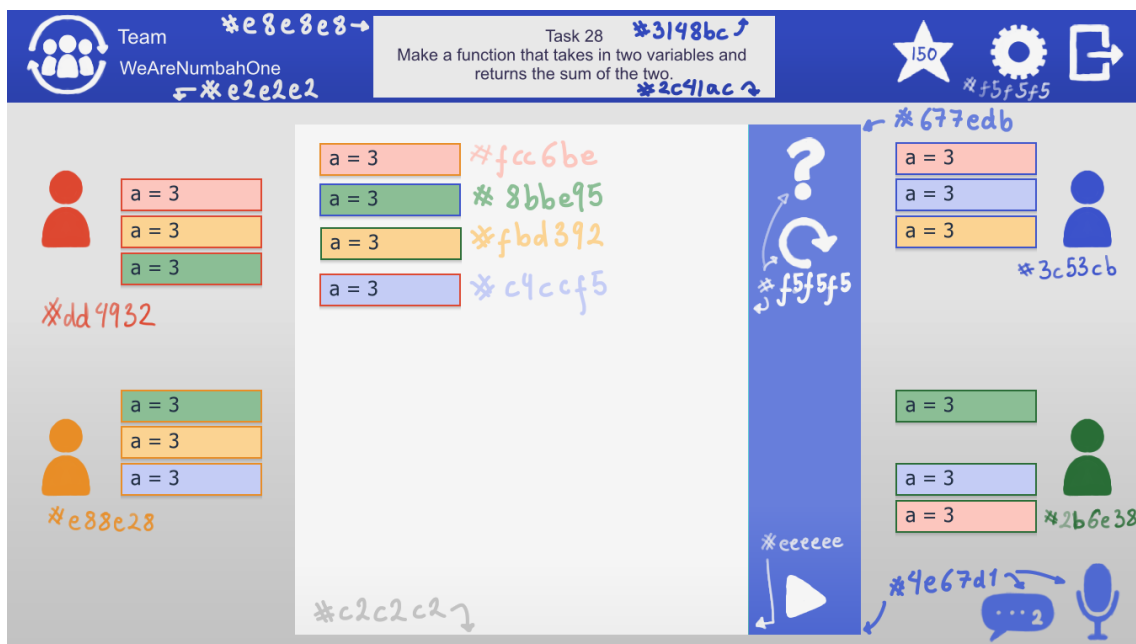 Team
WeAreNumbahOne
#e8e8e8
#e2e2e2
Task 28
Make a function that takes in two variables and
returns the sum of the two.
#3148bc
#2c41ac
150
#f5f5f5
a = 3
a = 3
a = 3
#dd4932
a = 3
a = 3
a = 3
#e88e28
a = 3 #fcc6be
a = 3 #8bbe95
a = 3 #fbd392
a = 3 #c4ccf5
#c2c2c2
?
#f5f5f5
#eeeeee
#677edb
a = 3
a = 3
a = 3
#3c53cb
a = 3
a = 3
a = 3
#2b6e38
#4e67d1
... 2